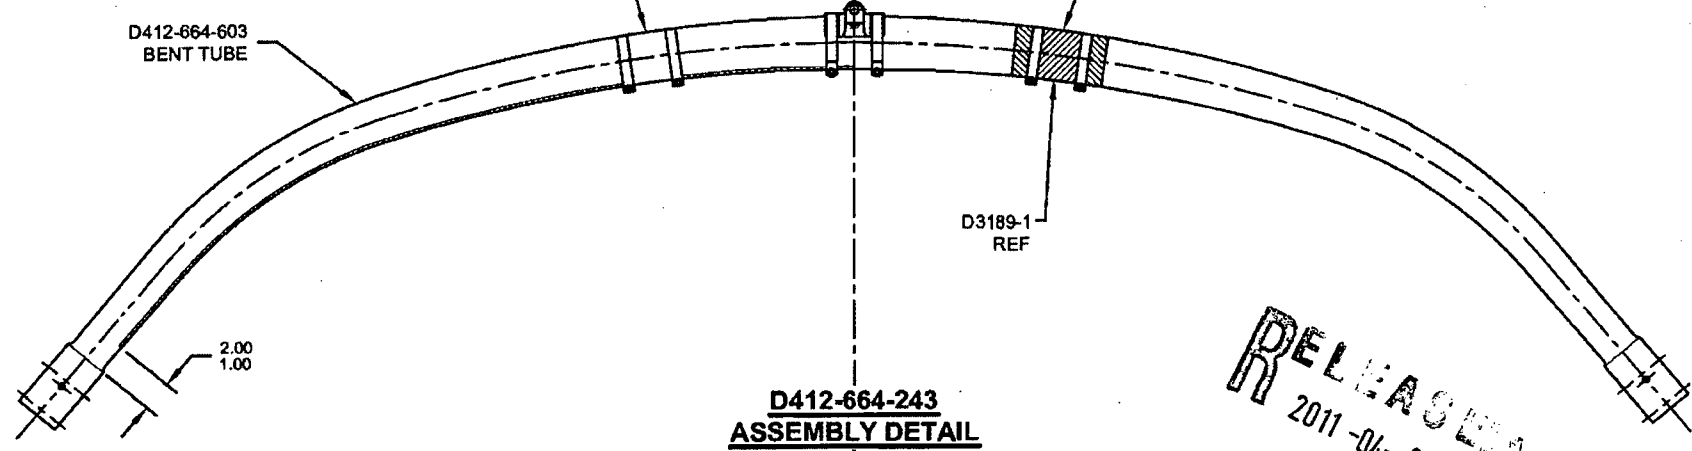 D412-664-603
BENT TUBE
D3189-1
REF
2.00
1.00
D412-664-243
ASSEMBLY DETAIL
RELEASED
2011